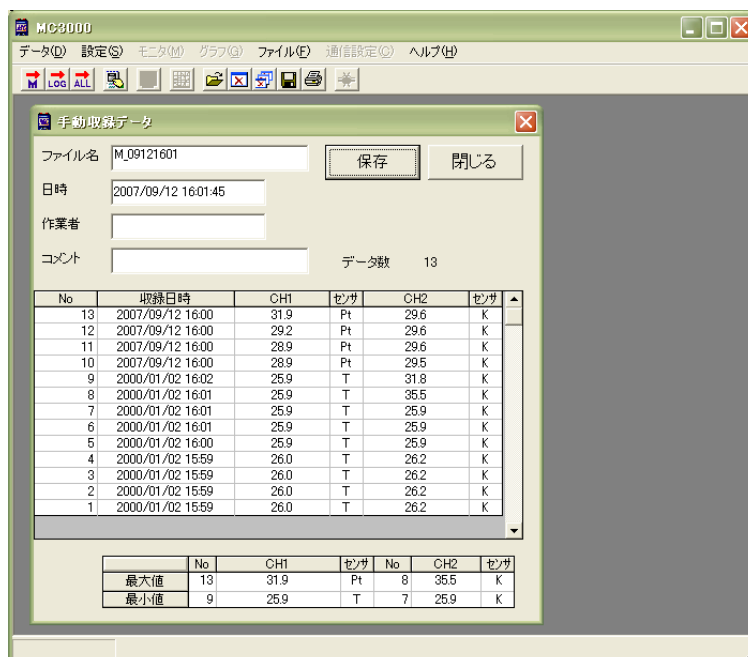 MC3000
データ(D) 設定(S) モニタ(M) グラフ(G) ファイル(F) 通信設定(C) ヘルプ(H)
M LOG ALL
手動収録データ
ファイル名 M_09121601 保存 閉じる
日時 2007/09/12 16:01:45
作業者
コメント データ数 13
No 収録日時 CH1 センサ CH2 センサ
13 2007/09/12 16:00 31.9 Pt 29.6 K
12 2007/09/12 16:00 29.2 Pt 29.6 K
11 2007/09/12 16:00 28.9 Pt 29.6 K
10 2007/09/12 16:00 28.9 Pt 29.5 K
9 2000/01/02 16:02 25.9 T 31.8 K
8 2000/01/02 16:01 25.9 T 35.5 K
7 2000/01/02 16:01 25.9 T 25.9 K
6 2000/01/02 16:01 25.9 T 25.9 K
5 2000/01/02 16:00 25.9 T 25.9 K
4 2000/01/02 15:59 26.0 T 26.2 K
3 2000/01/02 15:59 26.0 T 26.2 K
2 2000/01/02 15:59 26.0 T 26.2 K
1 2000/01/02 15:59 26.0 T 26.2 K
No CH1 センサ No CH2 センサ
最大値 13 31.9 Pt 8 35.5 K
最小値 9 25.9 T 7 25.9 K